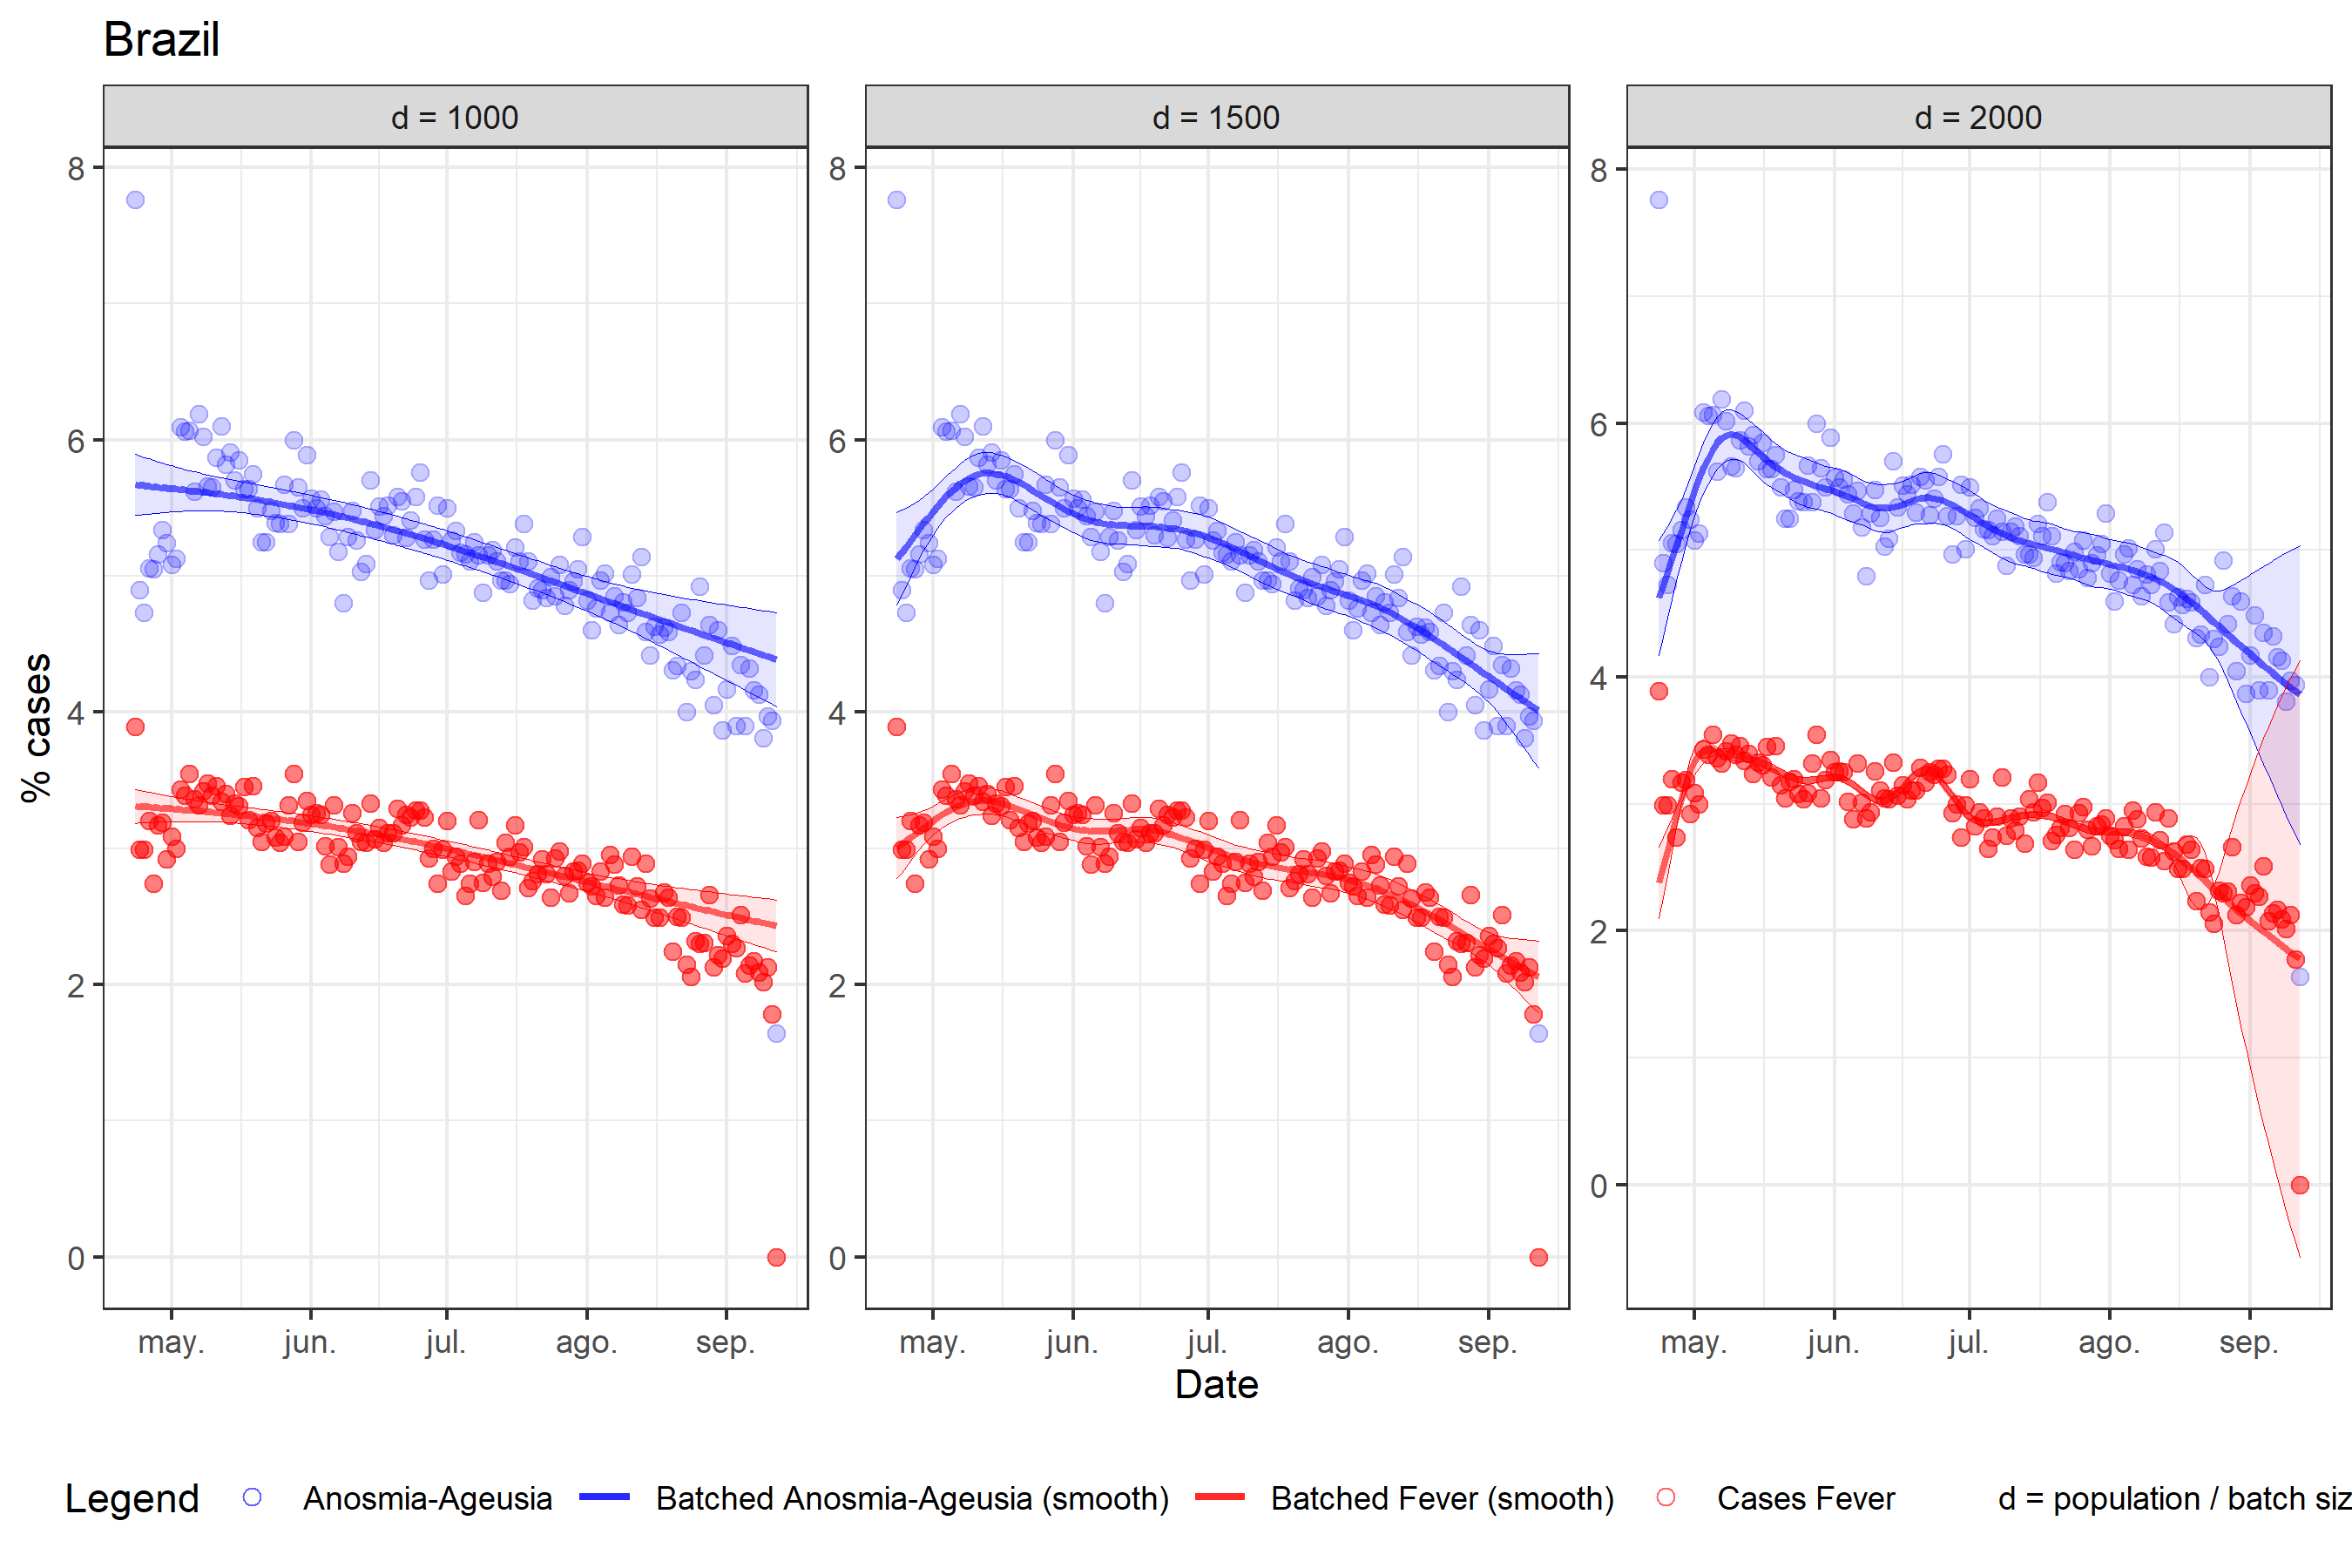 Brazil
d = 1000
d = 1500
d = 2000
8
6
4
2
0
8
6
4
2
0
8
6
4
2
0
% cases
may. jun. jul. ago. sep.
may. jun. jul. ago. sep.
may. jun. jul. ago. sep.
Date
Legend Anosmia-Ageusia Batched Anosmia-Ageusia (smooth) Batched Fever (smooth) Cases Fever d = population / batch siz